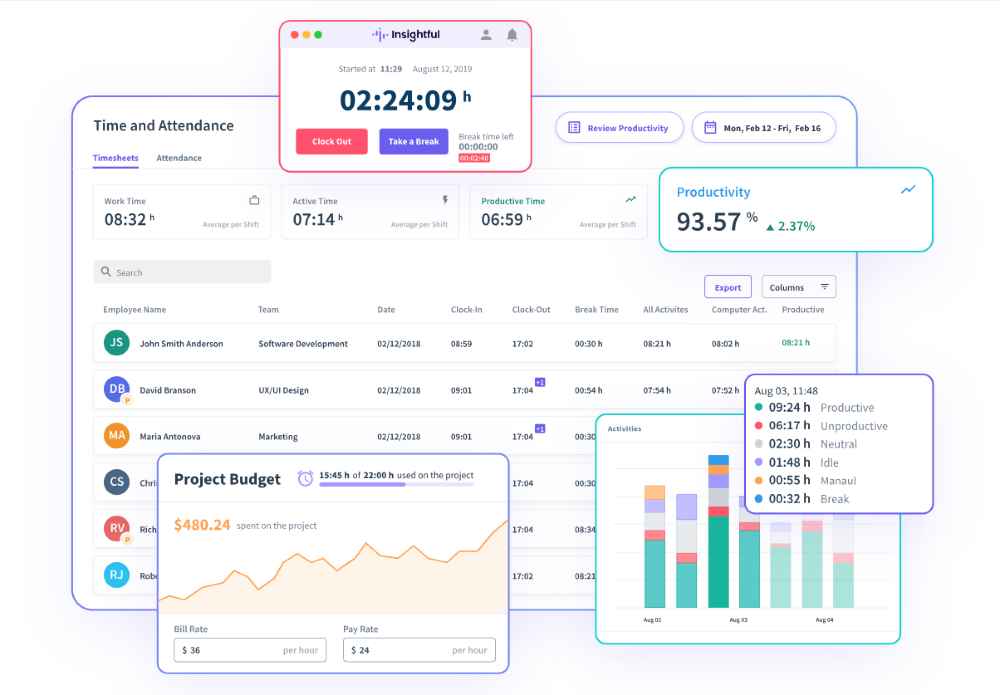 Insightful
Started at 11:29 August 12, 2019
02:24:09 h
Clock Out
Take a Break
Break time left
00:00:00
00:02:40
Time and Attendance
Review Productivity
Mon, Feb 12 - Fri, Feb 16
Timesheets Attendance
Work Time
08:32 h
Average per Shift
Active Time
07:14 h
Average per Shift
Productive Time
06:59 h
Average per Shift
Productivity
93.57 %
2.37%
Search
Export
Columns
Employee Name Team Date Clock-In Clock-Out Break Time All Activites Computer Act. Productive
JS John Smith Anderson Software Development 02/12/2018 08:59 17:02 00:30 h 08:21 h 08:02 h 08:21 h
DB P David Branson UX/UI Design 02/12/2018 09:01 17:04 +1 00:54 h 07:54 h 07:52 h
MA Maria Antonova Marketing 02/12/2018 09:01 17:04 +1 00:30
CS Chri 17:04
RV P Rich 17:04 08:34
RJ Robe 17:02 08:21
Project Budget
15:45 h of 22:00 h used on the project
$480.24 spent on the project
Bill Rate
$ 36 per hour
Pay Rate
$ 24 per hour
Activities
Aug 02 Aug 03 Aug 04
Aug 03, 11:48
09:24 h Productive
06:17 h Unproductive
02:30 h Neutral
01:48 h Idle
00:55 h Manaul
00:32 h Break